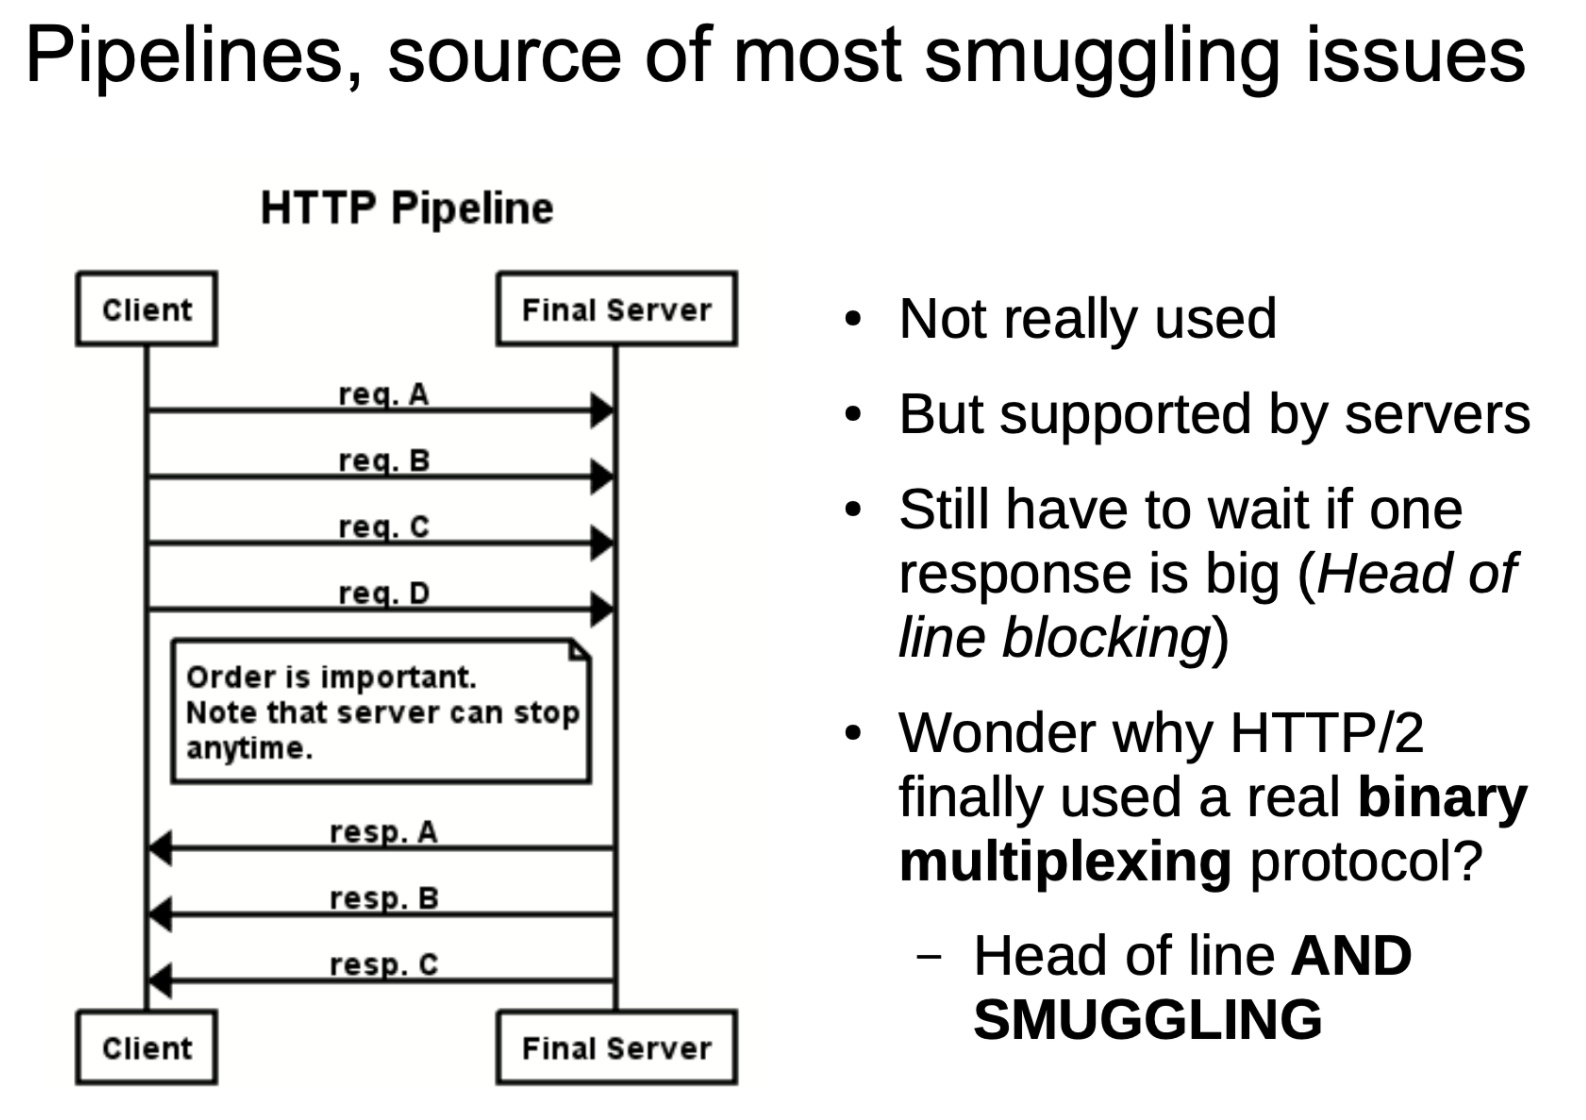 Pipelines, source of most smuggling issues
HTTP Pipeline
Client
Final Server
req. A
req. B
req. C
req. D
Order is important.
Note that server can stop
anytime.
resp. A
resp. B
resp. C
Client
Final Server
• Not really used
• But supported by servers
• Still have to wait if one
response is big (Head of
line blocking)
• Wonder why HTTP/2
finally used a real binary
multiplexing protocol?
– Head of line AND
SMUGGLING